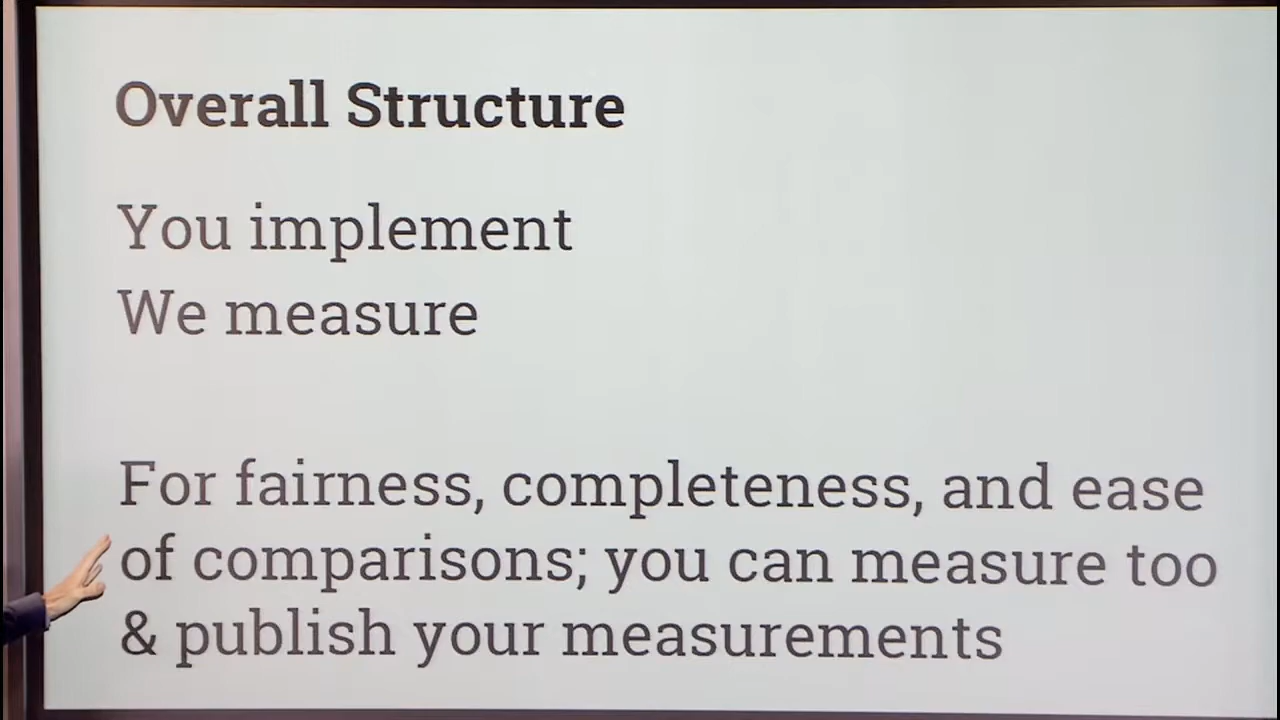 Overall Structure
You implement
We measure
For fairness, completeness, and ease
of comparisons; you can measure too
& publish your measurements